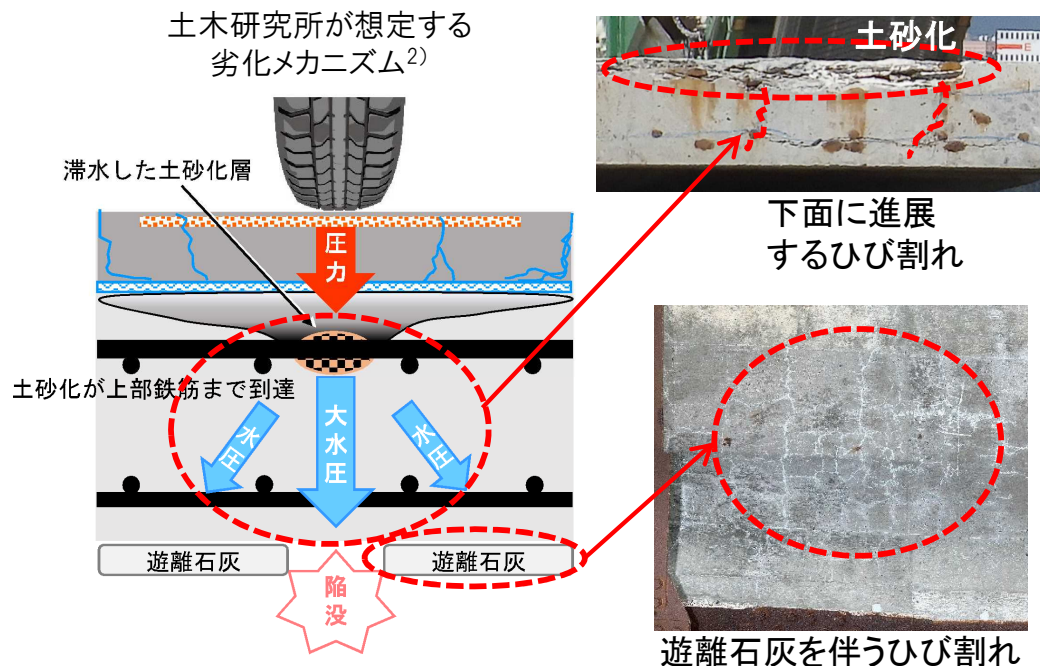 土木研究所が想定する
劣化メカニズム2)
滞水した土砂化層
圧力
土砂化が上部鉄筋まで到達
水圧
大水圧
水圧
遊離石灰
遊離石灰
陥没
土砂化
下面に進展
するひび割れ
遊離石灰を伴うひび割れ